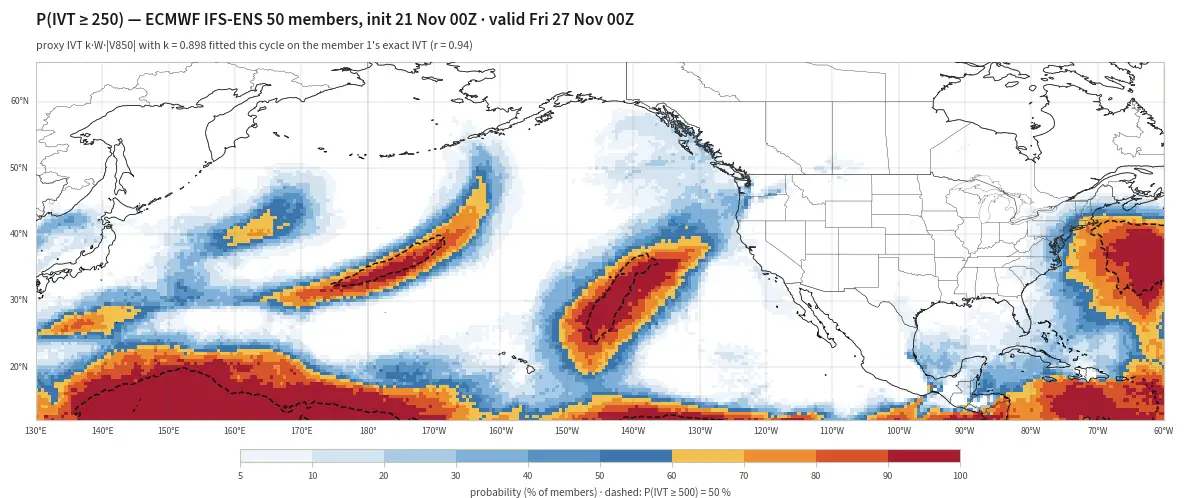 P(IVT ≥ 250) — ECMWF IFS-ENS 50 members, init 21 Nov 00Z · valid Fri 27 Nov 00Z
proxy IVT k·W·|V850| with k = 0.898 fitted this cycle on the member 1's exact IVT (r = 0.94)
60°N
50°N
40°N
30°N
20°N
130°E 140°E 150°E 160°E 170°E 180° 170°W 160°W 150°W 140°W 130°W 120°W 110°W 100°W 90°W 80°W 70°W 60°W
5 10 20 30 40 50 60 70 80 90 100
probability (% of members) · dashed: P(IVT ≥ 500) = 50 %